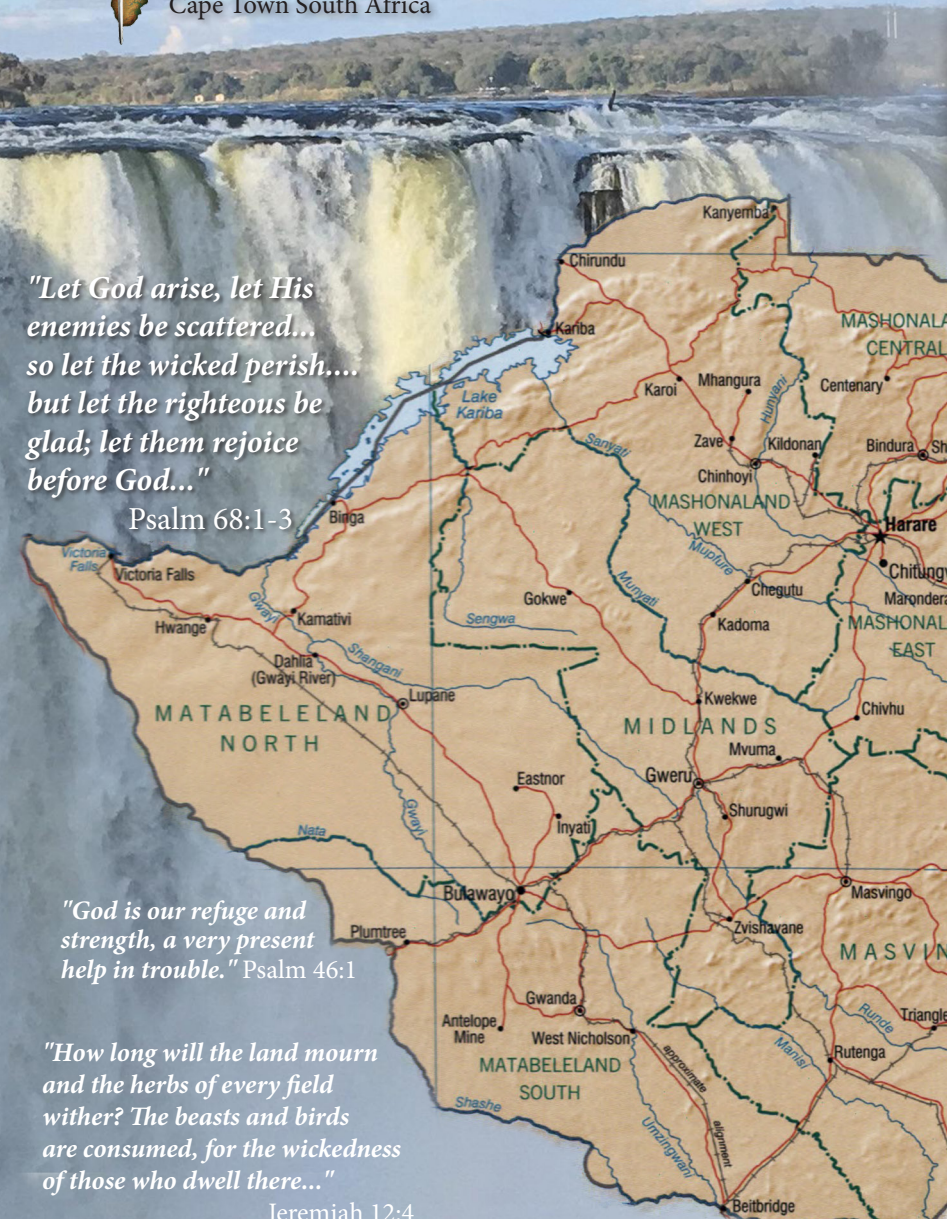 Cape Town South Africa
"Let God arise, let His
enemies be scattered...
so let the wicked perish....
but let the righteous be
glad; let them rejoice
before God..."
Psalm 68:1-3
Kanyemba
Chirundu
Kariba
MASHONALA
CENTRAL
Lake
Kariba
Karoi
Mhangura
Hunyani
Centenary
Sanyati
Zave
Kildonan
Bindura
Sh
Chinhoyi
MASHONALAND
WEST
Binga
Harare
Mupfure
Victoria
Falls
Victoria Falls
Chitungw
Munyati
Chegutu
Gokwe
Gwayi
Kamativi
Sengwa
Marondera
Kadoma
MASHONAL
EAST
Hwange
Shangani
Dahlia
(Gwayi River)
Lupane
Kwekwe
Chivhu
MATABELELAND
NORTH
MIDLANDS
Mvuma
Gweru
Eastnor
Gwayi
Shurugwi
Inyati
Nata
Bulawayo
Masvingo
"God is our refuge and
strength, a very present
help in trouble." Psalm 46:1
Plumtree
Zvishavane
MASVIN
Gwanda
Antelope
Mine
West Nicholson
Runde
Triangle
Manisi
Rutenga
"How long will the land mourn
and the herbs of every field
wither? The beasts and birds
are consumed, for the wickedness
of those who dwell there..."
Jeremiah 12:4
MATABELELAND
SOUTH
approximate
alignment
Shashe
Umzingwani
Beitbridge